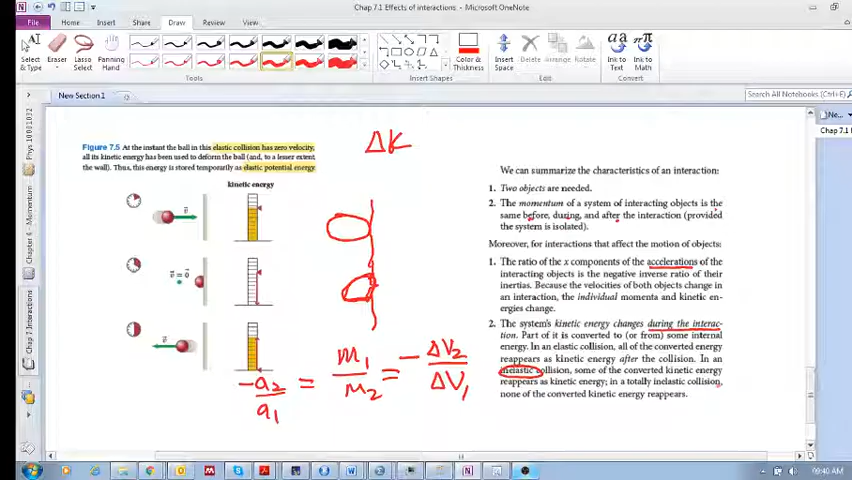 Chap 7.1 Effects of interactions - Microsoft OneNote
File Home Insert Share Draw Review View
Select & Type
Eraser
Lasso Select
Panning Hand
Color & Thickness
Insert Space
Delete
Arrange
Rotate
Ink to Text
Ink to Math
Tools
Insert Shapes
Edit
Convert
New Section 1
Search All Notebooks (Ctrl+E)
Physics 10031032
Chapter 4 - Momentum
Chap 7 Interactions
Chap 7.1
Figure 7.5 At the instant the ball in this elastic collision has zero velocity,
all its kinetic energy has been used to deform the ball (and, to a lesser extent
the wall). Thus, this energy is stored temporarily as elastic potential energy
kinetic energy
ΔK
-a2/a1 = m1/m2 = -ΔV2/ΔV1
We can summarize the characteristics of an interaction:
1. Two objects are needed.
2. The momentum of a system of interacting objects is the
same before, during, and after the interaction (provided
the system is isolated).
Moreover, for interactions that affect the motion of objects:
1. The ratio of the x components of the accelerations of the
interacting objects is the negative inverse ratio of their
inertias. Because the velocities of both objects change in
an interaction, the individual momenta and kinetic en-
ergies change.
2. The system's kinetic energy changes during the interac-
tion. Part of it is converted to (or from) some internal
energy. In an elastic collision, all of the converted energy
reappears as kinetic energy after the collision. In an
inelastic collision, some of the converted kinetic energy
reappears as kinetic energy; in a totally inelastic collision,
none of the converted kinetic energy reappears.
09:40 AM